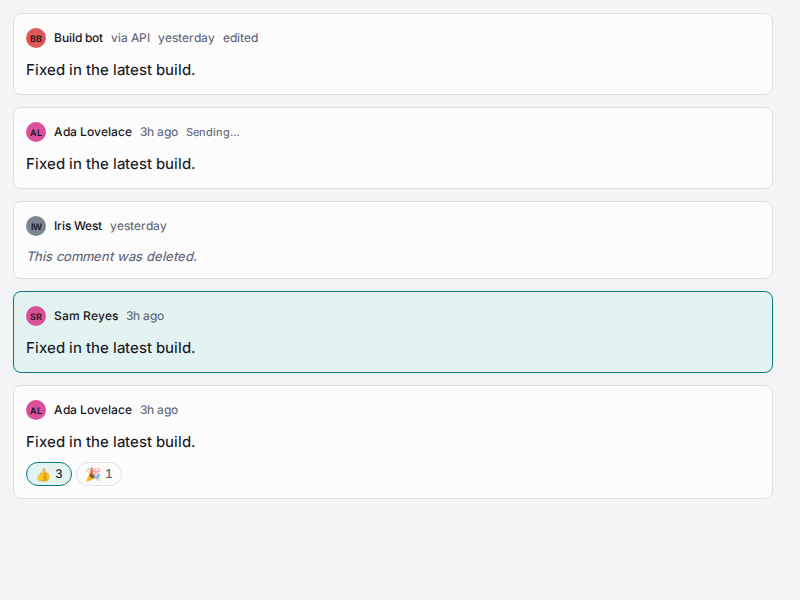 BB Build bot via API yesterday edited
Fixed in the latest build.
AL Ada Lovelace 3h ago Sending...
Fixed in the latest build.
IW Iris West yesterday
This comment was deleted.
SR Sam Reyes 3h ago
Fixed in the latest build.
AL Ada Lovelace 3h ago
Fixed in the latest build.
👍 3 🎉 1